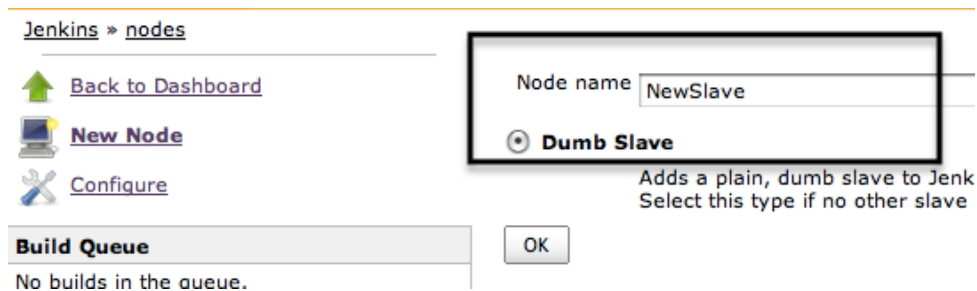 Jenkins » nodes
Back to Dashboard
New Node
Configure
Build Queue
No builds in the queue.
Node name NewSlave
Dumb Slave
Adds a plain, dumb slave to Jenk
Select this type if no other slave
OK